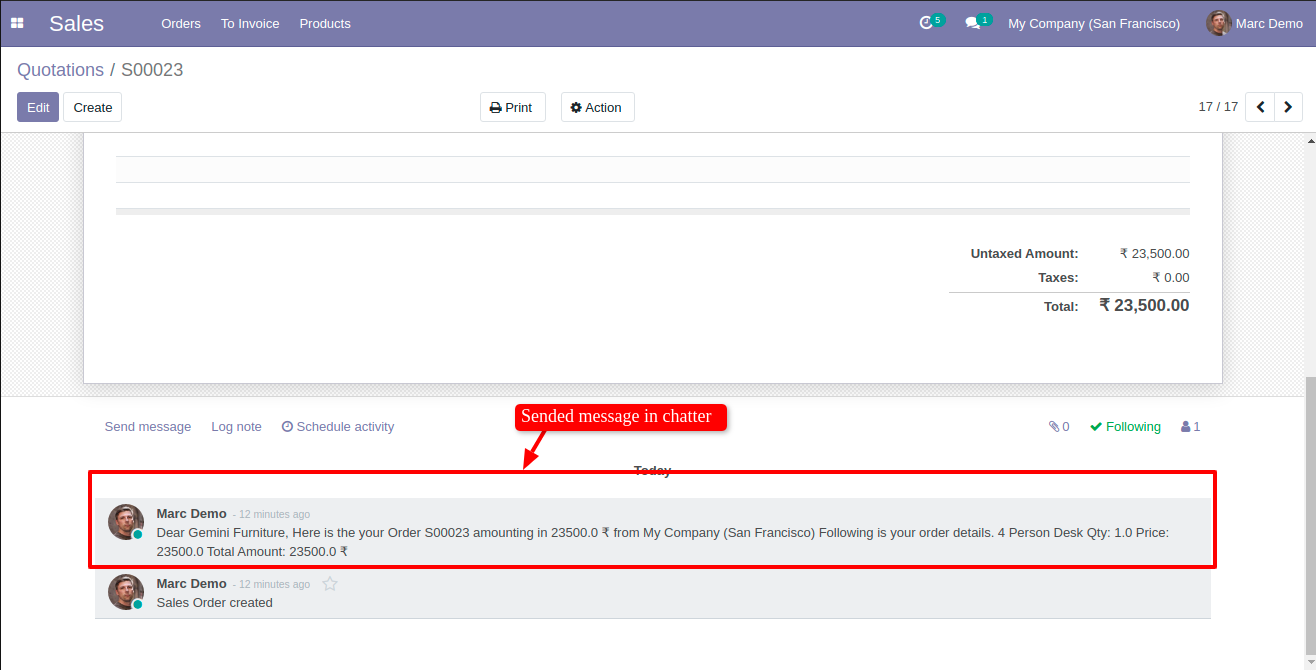 Sales Orders To Invoice Products 5 1 My Company (San Francisco) Marc Demo
Quotations / S00023
Edit Create Print Action 17 / 17
Untaxed Amount: ₹ 23,500.00
Taxes: ₹ 0.00
Total: ₹ 23,500.00
Sended message in chatter
Send message Log note Schedule activity 0 Following 1
Today
Marc Demo - 12 minutes ago
Dear Gemini Furniture, Here is the your Order S00023 amounting in 23500.0 ₹ from My Company (San Francisco) Following is your order details. 4 Person Desk Qty: 1.0 Price:
23500.0 Total Amount: 23500.0 ₹
Marc Demo - 12 minutes ago
Sales Order created